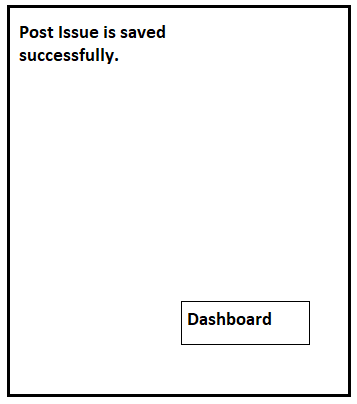 Post Issue is saved
successfully.
Dashboard